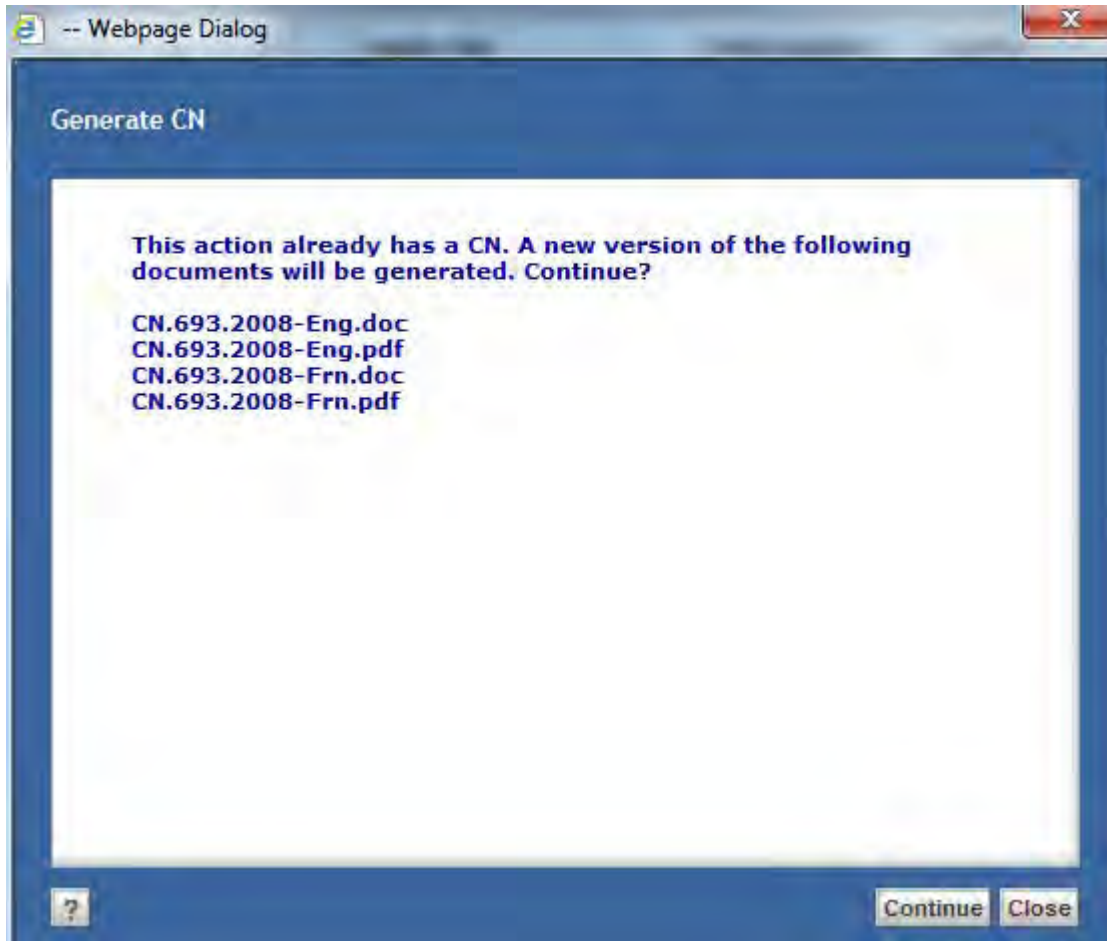 -- Webpage Dialog
X
Generate CN
This action already has a CN. A new version of the following
documents will be generated. Continue?
CN.693.2008-Eng.doc
CN.693.2008-Eng.pdf
CN.693.2008-Frn.doc
CN.693.2008-Frn.pdf
?
Continue Close